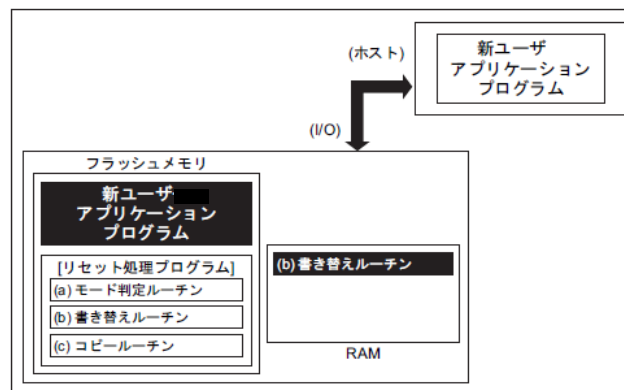 (ホスト)
新ユーザ
アプリケーション
プログラム
(I/O)
フラッシュメモリ
新ユーザ
アプリケーション
プログラム
[リセット処理プログラム]
(a) モード判定ルーチン
(b) 書き替えルーチン
(c) コピールーチン
(b) 書き替えルーチン
RAM